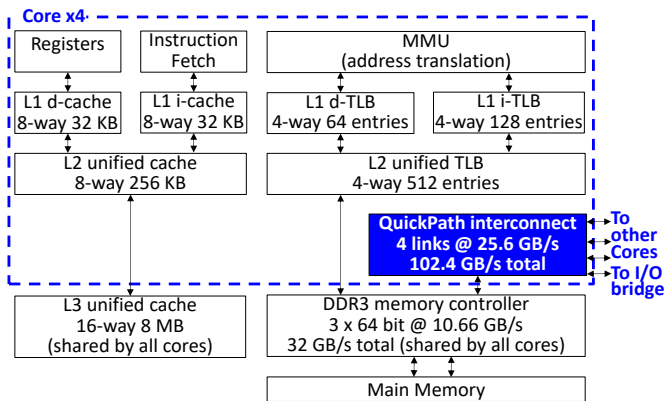 Core x4
Registers
Instruction
Fetch
MMU
(address translation)
L1 d-cache
8-way 32 KB
L1 i-cache
8-way 32 KB
L1 d-TLB
4-way 64 entries
L1 i-TLB
4-way 128 entries
L2 unified cache
8-way 256 KB
L2 unified TLB
4-way 512 entries
QuickPath interconnect
4 links @ 25.6 GB/s
102.4 GB/s total
To
other
Cores
To I/O
bridge
L3 unified cache
16-way 8 MB
(shared by all cores)
DDR3 memory controller
3 x 64 bit @ 10.66 GB/s
32 GB/s total (shared by all cores)
Main Memory